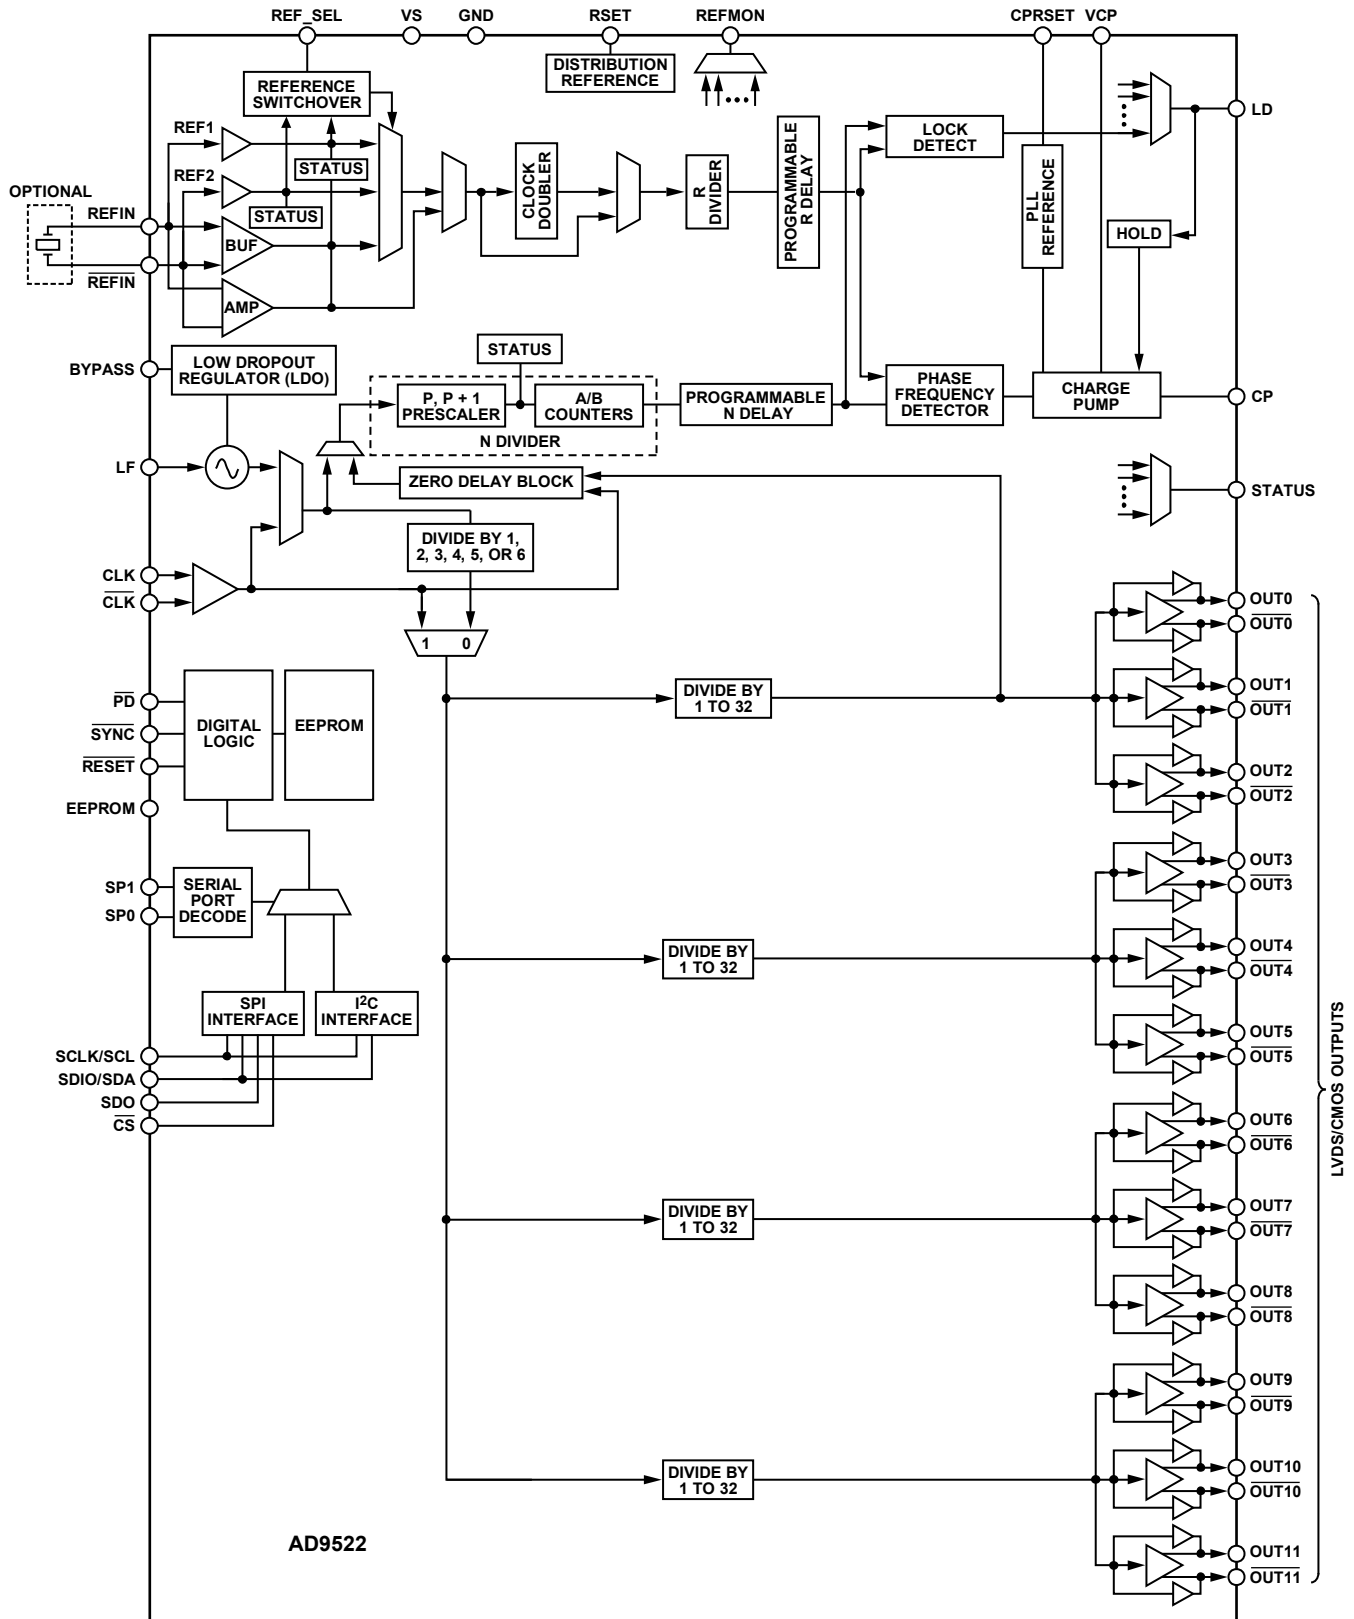 REF_SEL
VS
GND
RSET
REFMON
CPRSET
VCP
DISTRIBUTION
REFERENCE
REFERENCE
SWITCHOVER
REF1
REF2
STATUS
STATUS
BUF
AMP
OPTIONAL
REFIN
REFIN
CLOCK
DOUBLER
R
DIVIDER
PROGRAMMABLE
R DELAY
LOCK
DETECT
PLL
REFERENCE
HOLD
LD
BYPASS
LOW DROPOUT
REGULATOR (LDO)
STATUS
P, P + 1
PRESCALER
A/B
COUNTERS
N DIVIDER
PROGRAMMABLE
N DELAY
PHASE
FREQUENCY
DETECTOR
CHARGE
PUMP
CP
LF
ZERO DELAY BLOCK
STATUS
DIVIDE BY 1,
2, 3, 4, 5, OR 6
CLK
CLK
1 0
OUT0
OUT0
DIVIDE BY
1 TO 32
OUT1
OUT1
OUT2
OUT2
PD
SYNC
RESET
EEPROM
DIGITAL
LOGIC
EEPROM
SP1
SP0
SERIAL
PORT
DECODE
OUT3
OUT3
DIVIDE BY
1 TO 32
OUT4
OUT4
OUT5
OUT5
SPI
INTERFACE
I2C
INTERFACE
SCLK/SCL
SDIO/SDA
SDO
CS
LVDS/CMOS OUTPUTS
OUT6
OUT6
DIVIDE BY
1 TO 32
OUT7
OUT7
OUT8
OUT8
OUT9
OUT9
DIVIDE BY
1 TO 32
OUT10
OUT10
OUT11
OUT11
AD9522